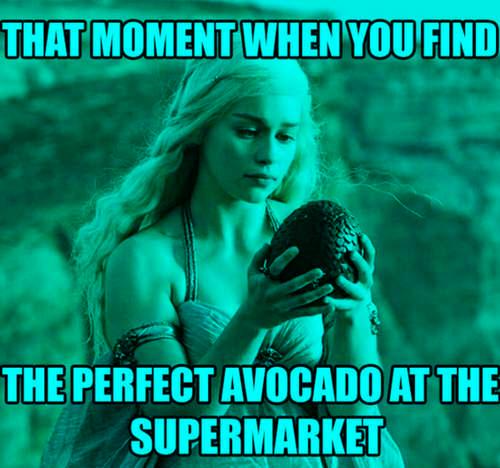 THAT MOMENT WHEN YOU FIND
THE PERFECT AVOCADO AT THE
SUPERMARKET